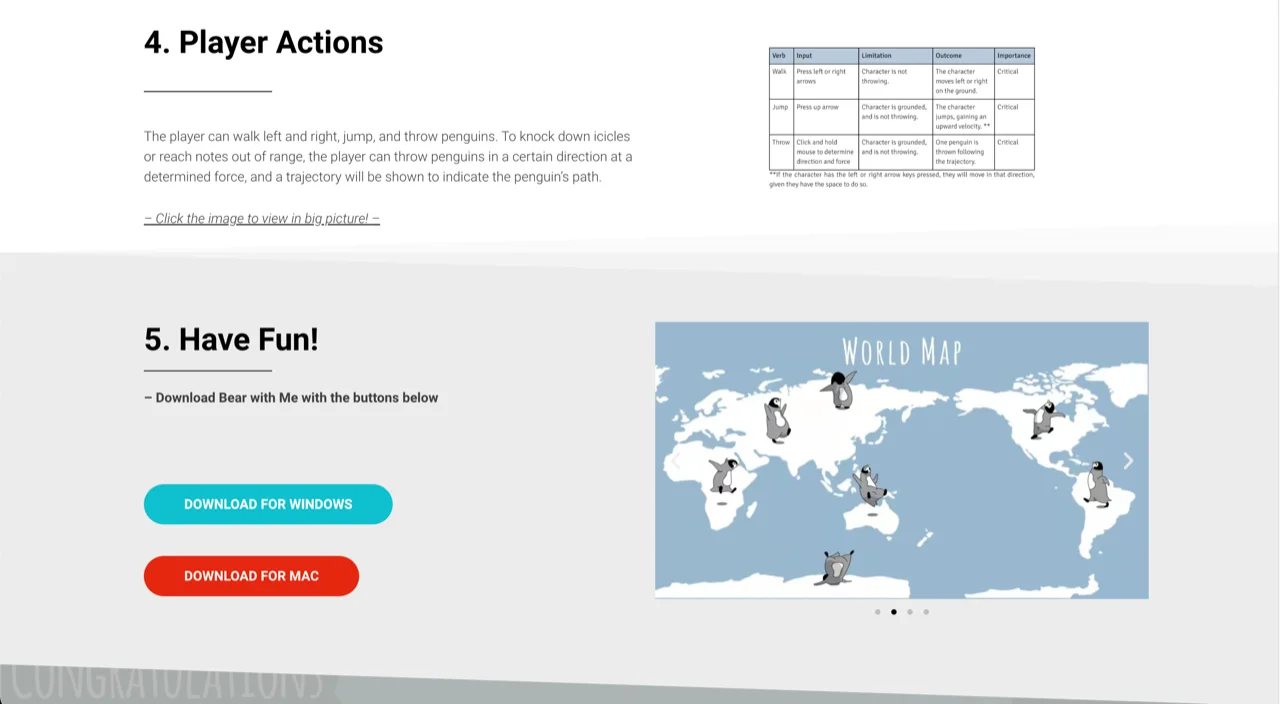 4. Player Actions
The player can walk left and right, jump, and throw penguins. To knock down icicles
or reach notes out of range, the player can throw penguins in a certain direction at a
determined force, and a trajectory will be shown to indicate the penguin's path.
– Click the image to view in big picture! –
Verb Input Limitation Outcome Importance
Walk Press left or right Character is not The character Critical
arrows throwing. moves left or right
on the ground.
Jump Press up arrow Character is grounded, The character Critical
and is not throwing. jumps, gaining an
upward velocity. **
Throw Click and hold Character is grounded, One penguin is Critical
mouse to determine and is not throwing. thrown following
direction and force the trajectory.
**If the character has the left or right arrow keys pressed, they will move in that direction,
given they have the space to do so.
5. Have Fun!
– Download Bear with Me with the buttons below
DOWNLOAD FOR WINDOWS
DOWNLOAD FOR MAC
World Map
CONGRATULATIONS